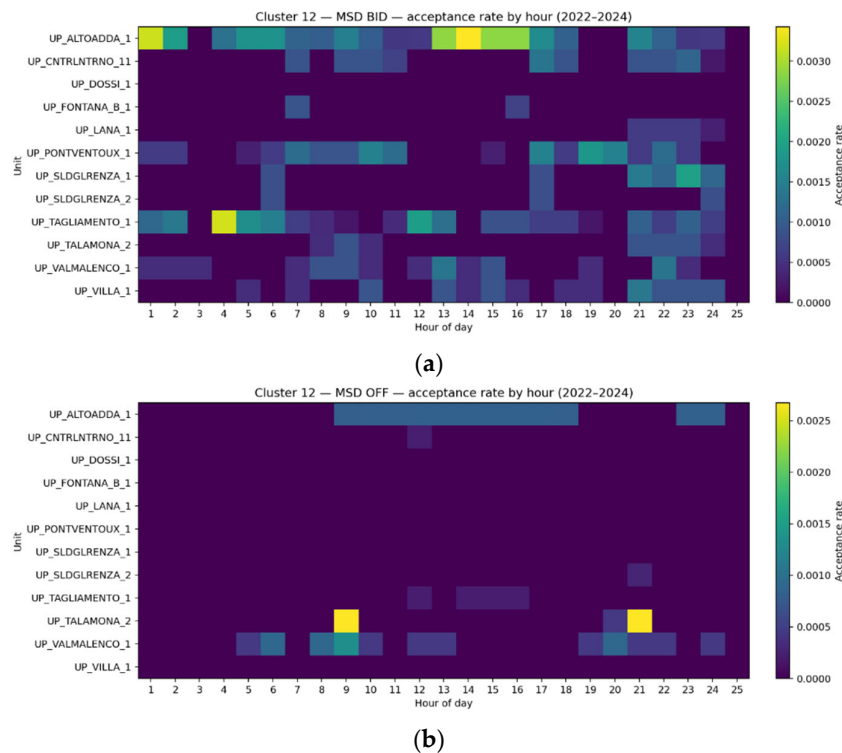 Cluster 12 — MSD BID — acceptance rate by hour (2022–2024)
UP_ALTOADDA_1
UP_CNTRLNTRNO_11
UP_DOSSI_1
UP_FONTANA_B_1
UP_LANA_1
UP_PONTVENTOUX_1
UP_SLDGLRENZA_1
UP_SLDGLRENZA_2
UP_TAGLIAMENTO_1
UP_TALAMONA_2
UP_VALMALENCO_1
UP_VILLA_1
Unit
1 2 3 4 5 6 7 8 9 10 11 12 13 14 15 16 17 18 19 20 21 22 23 24 25
Hour of day
0.0030
0.0025
0.0020
0.0015
0.0010
0.0005
0.0000
Acceptance rate
(a)
Cluster 12 — MSD OFF — acceptance rate by hour (2022–2024)
UP_ALTOADDA_1
UP_CNTRLNTRNO_11
UP_DOSSI_1
UP_FONTANA_B_1
UP_LANA_1
UP_PONTVENTOUX_1
UP_SLDGLRENZA_1
UP_SLDGLRENZA_2
UP_TAGLIAMENTO_1
UP_TALAMONA_2
UP_VALMALENCO_1
UP_VILLA_1
Unit
1 2 3 4 5 6 7 8 9 10 11 12 13 14 15 16 17 18 19 20 21 22 23 24 25
Hour of day
0.0025
0.0020
0.0015
0.0010
0.0005
0.0000
Acceptance rate
(b)